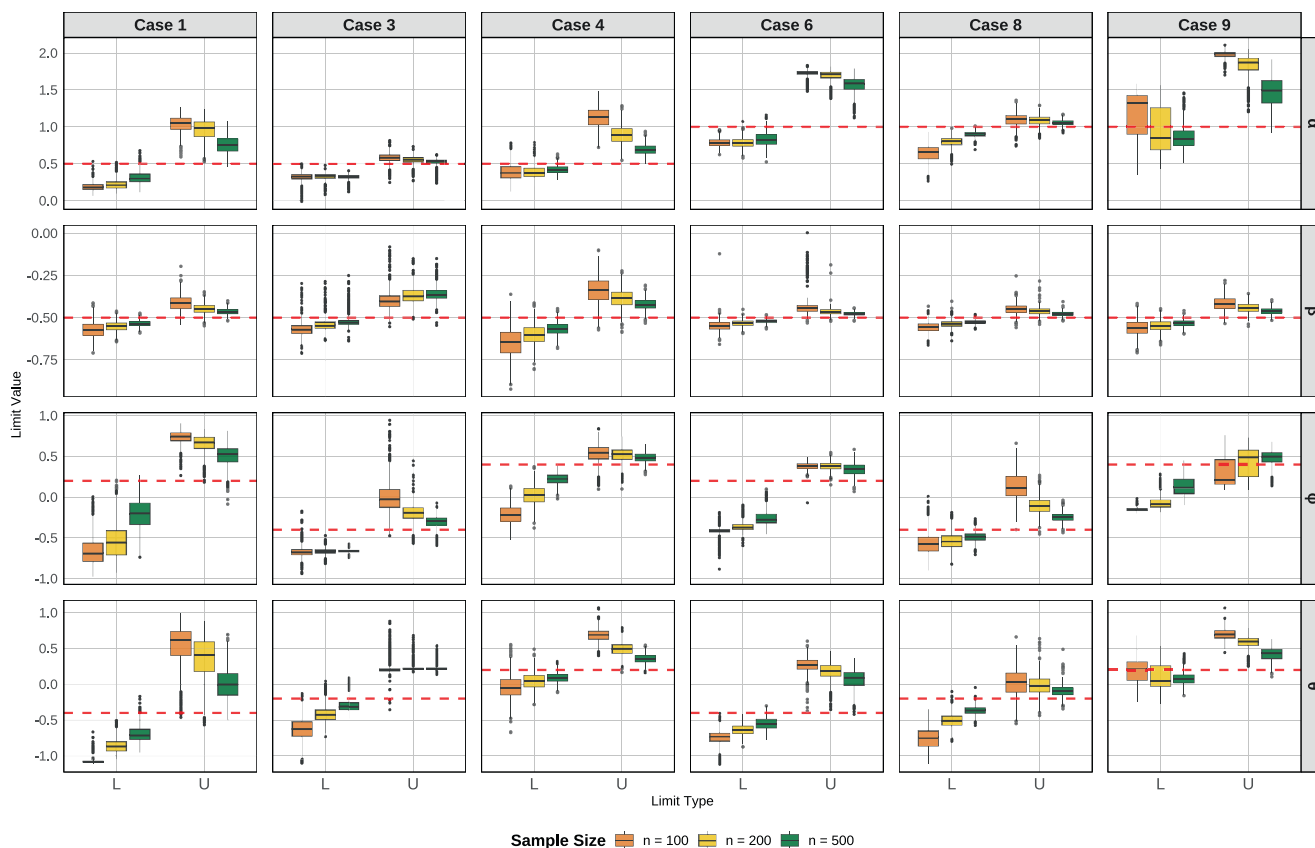 Case 1 Case 3 Case 4 Case 6 Case 8 Case 9
2.0
1.5
1.0
0.5
0.0
0.00
-0.25
-0.50
-0.75
d
1.0
0.5
0.0
-0.5
-1.0
ϕ
1.0
0.5
0.0
-0.5
-1.0
Limit Value
L U L U L U L U L U L U
Limit Type
Sample Size n = 100 n = 200 n = 500